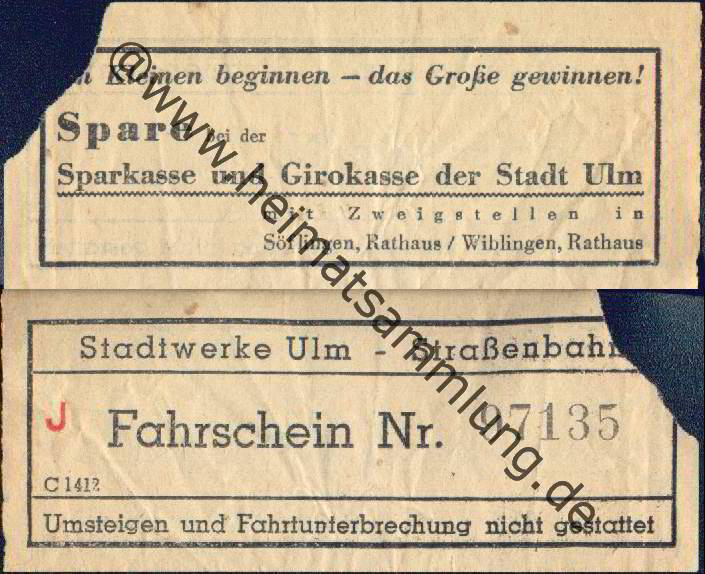 Im Kleinen beginnen – das Große gewinnen!
Spare bei der
Sparkasse und Girokasse der Stadt Ulm
mit Zweigstellen in
Söflingen, Rathaus / Wiblingen, Rathaus
Stadtwerke Ulm - Straßenbahn
J
Fahrschein Nr. 97135
C 1412
Umsteigen und Fahrtunterbrechung nicht gestattet
@www.heimatsammlung.de